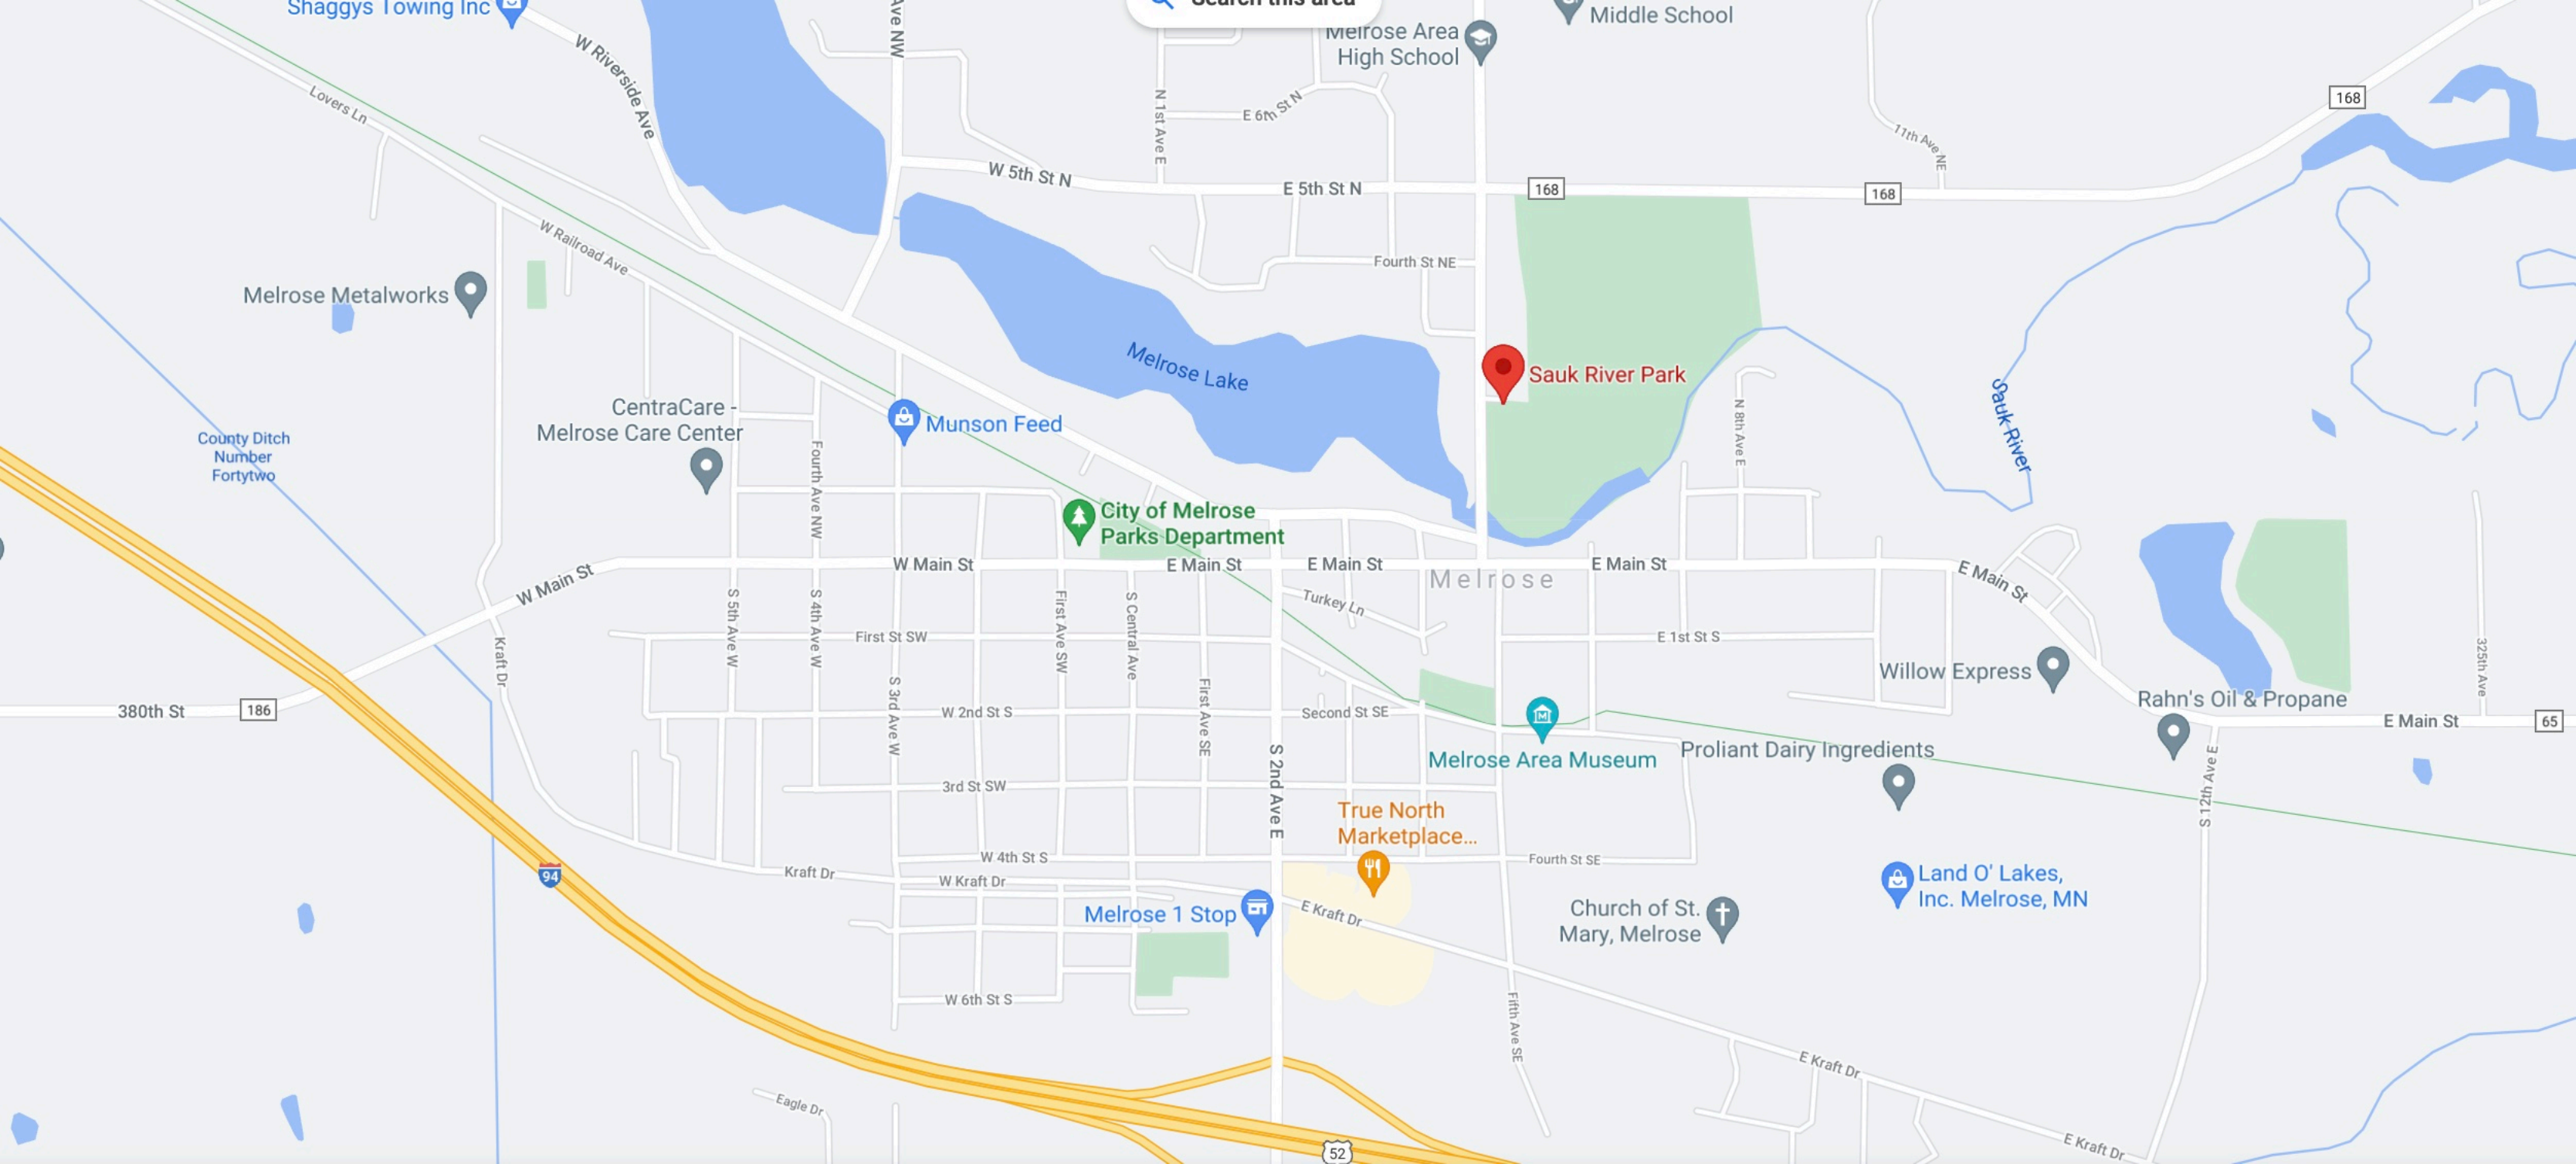 Shaggys Towing Inc
Ave NW
Search this area
Middle School
Melrose Area
High School
W Riverside Ave
Lovers Ln
N 1st Ave E
E 6th St N
168
11th Ave NE
W 5th St N
E 5th St N
168
168
W Railroad Ave
Fourth St NE
Melrose Metalworks
Melrose Lake
Sauk River Park
CentraCare -
Melrose Care Center
Munson Feed
County Ditch
Number
Fortytwo
Fourth Ave NW
N 8th Ave E
Sauk River
City of Melrose
Parks Department
W Main St
W Main St
E Main St
E Main St
E Main St
E Main St
Melrose
Turkey Ln
S 5th Ave W
S 4th Ave W
First Ave SW
S Central Ave
First St SW
E 1st St S
Kraft Dr
325th Ave
Willow Express
Rahn's Oil & Propane
380th St
186
S 3rd Ave W
W 2nd St S
First Ave SE
Second St SE
E Main St
65
Melrose Area Museum
Proliant Dairy Ingredients
S 2nd Ave E
S 12th Ave E
3rd St SW
True North
Marketplace...
W 4th St S
Fourth St SE
94
Kraft Dr
W Kraft Dr
Land O' Lakes,
Inc. Melrose, MN
Melrose 1 Stop
E Kraft Dr
Church of St.
Mary, Melrose
W 6th St S
Fifth Ave SE
E Kraft Dr
Eagle Dr
E Kraft Dr
52